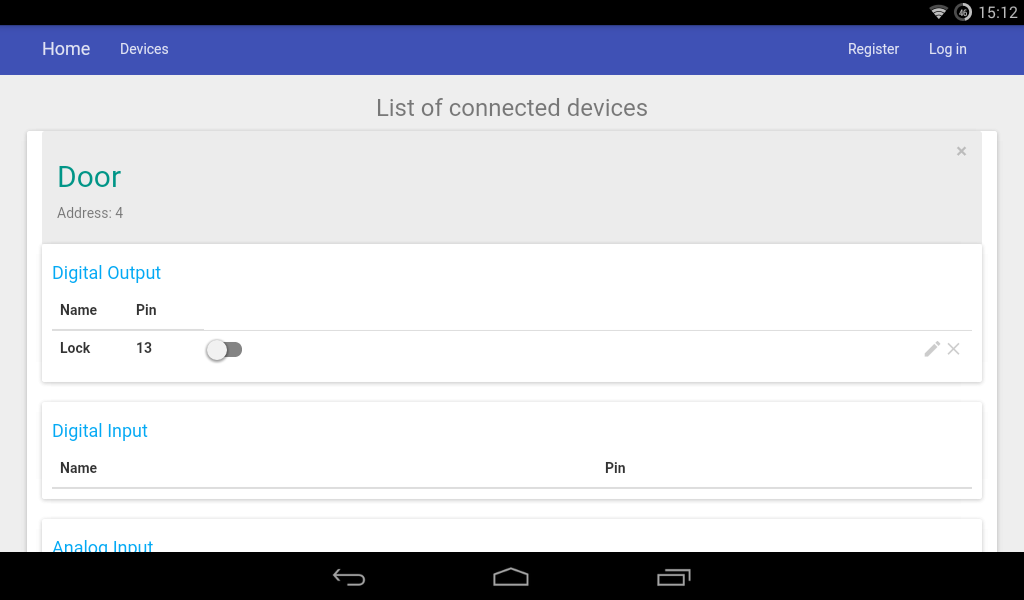 46 15:12
Home Devices Register Log in
List of connected devices
×
Door
Address: 4
Digital Output
Name Pin
Lock 13
Digital Input
Name Pin
Analog Input